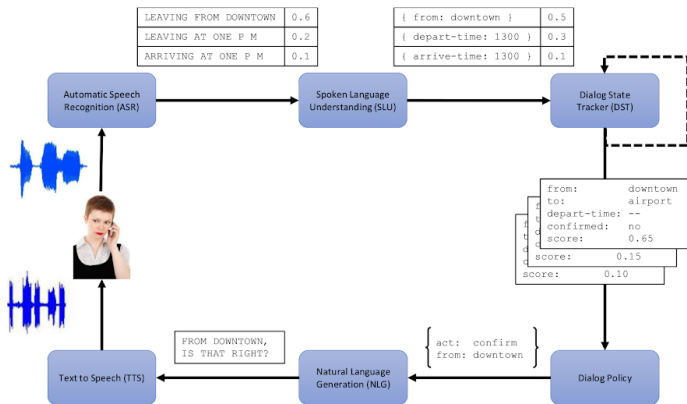 LEAVING FROM DOWNTOWN 0.6
LEAVING AT ONE P M 0.2
ARRIVING AT ONE P M 0.1
{ from: downtown } 0.5
{ depart-time: 1300 } 0.3
{ arrive-time: 1300 } 0.1
Automatic Speech
Recognition (ASR)
Spoken Language
Understanding (SLU)
Dialog State
Tracker (DST)
from: downtown
to: airport
depart-time: --
confirmed: no
score: 0.65
score: 0.15
score: 0.10
act: confirm
from: downtown
FROM DOWNTOWN,
IS THAT RIGHT?
Text to Speech (TTS)
Natural Language
Generation (NLG)
Dialog Policy